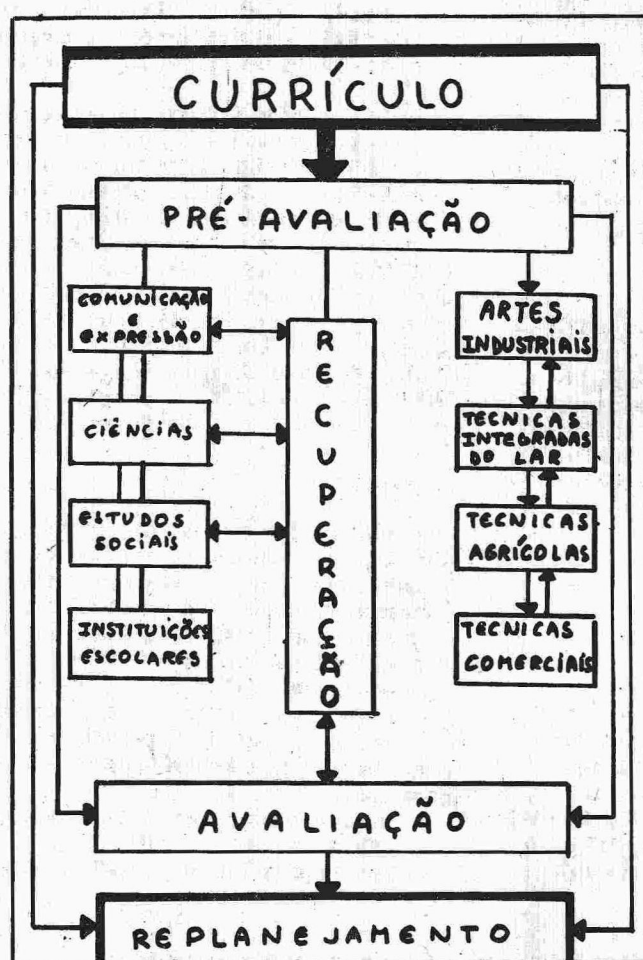 CURRÍCULO
PRÉ-AVALIAÇÃO
COMUNICAÇÃO
E
EXPRESSÃO
CIÊNCIAS
ESTUDOS
SOCIAIS
INSTITUIÇÕES
ESCOLARES
RECUPERAÇÃO
ARTES
INDUSTRIAIS
TECNICAS
INTEGRADAS
DO LAR
TECNICAS
AGRÍCOLAS
TECNICAS
COMERCIAIS
AVALIAÇÃO
REPLANEJAMENTO